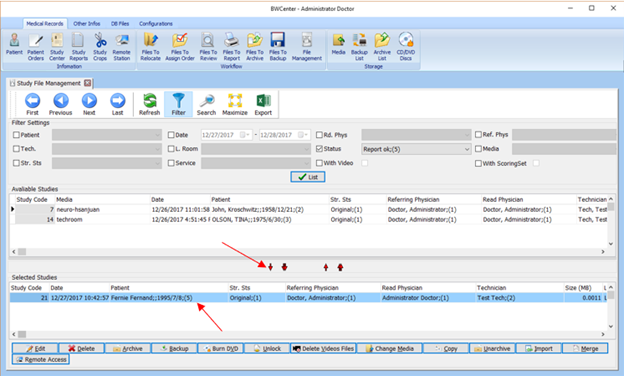 BWCenter - Administrator Doctor
Medical Records Other Infos DB Files Configurations
Patient Patient Orders Study Center Study Reports Study Crops Remote Station Files To Relocate Files To Assign Order Files To Review Files To Report Files To Archive Files To Backup File Management Media Backup List Archive List CD/DVD Discs
Infomation Workflow Storage
Study File Management
First Previous Next Last Refresh Filter Search Maximize Export
Filter Settings
Patient Date 12/27/2017 - 12/28/2017 Rd. Phys Ref. Phys
Tech. L. Room Status Report ok;(5) Media
Str. Sts Service With Video With ScoringSet
List
Available Studies
Study Code Media Date Patient Str. Sts Referring Physician Read Physician Technician
7 neuro-hsanjuan 12/26/2017 11:01:58 John, Kroschwitz;;1958/12/21;(2) Original;(1) Doctor, Administrator;(1) Doctor, Administrator;(1) Tech, Test
14 techroom 12/26/2017 4:51:45 F OLSON, TINA;;1975/6/30;(3) Original;(1) Doctor, Administrator;(1) Doctor, Administrator;(1) Tech, Test
Selected Studies
Study Code Date Patient Str. Sts Referring Physician Read Physician Technician Size (MB) L
21 12/27/2017 10:42:57 Fernie Fernand;;1995/7/8;(5) Original;(1) Doctor, Administrator;(1) Administrator Doctor;(1) Test Tech;(2) 0.0011 1
Edit Delete Archive Backup Burn DVD Unlock Delete Videos Files Change Media Copy Unarchive Import Merge
Remote Access